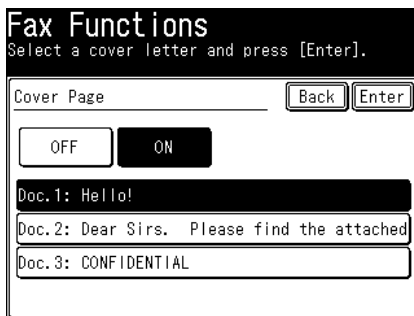 Fax Functions
Select a cover letter and press [Enter].
Cover Page
Back
Enter
OFF
ON
Doc.1: Hello!
Doc.2: Dear Sirs.  Please find the attached
Doc.3: CONFIDENTIAL